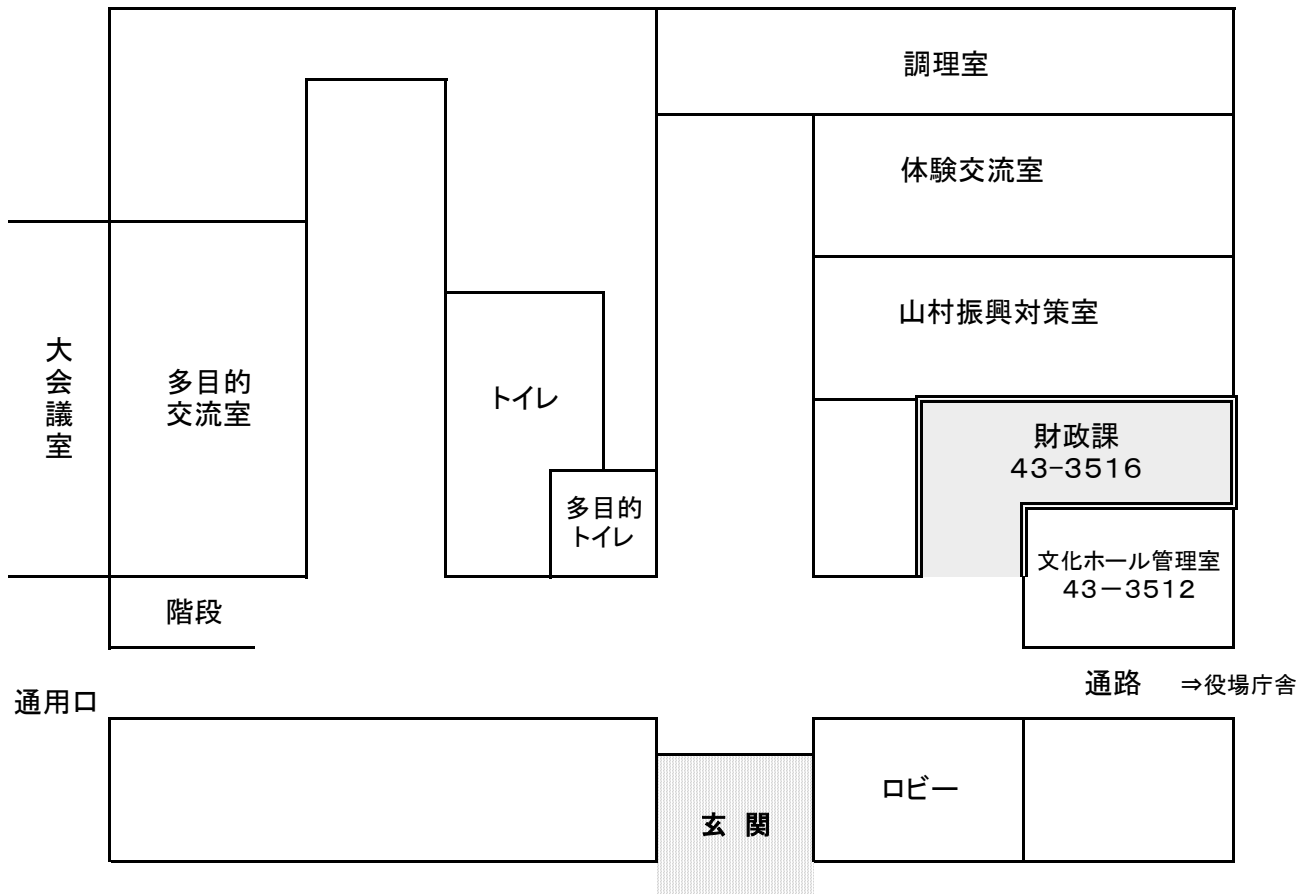 調理室
体験交流室
山村振興対策室
大会議室
多目的
交流室
トイレ
財政課
43-3516
多目的
トイレ
文化ホール管理室
43－3512
階段
通路 ⇒役場庁舎
通用口
ロビー
玄 関